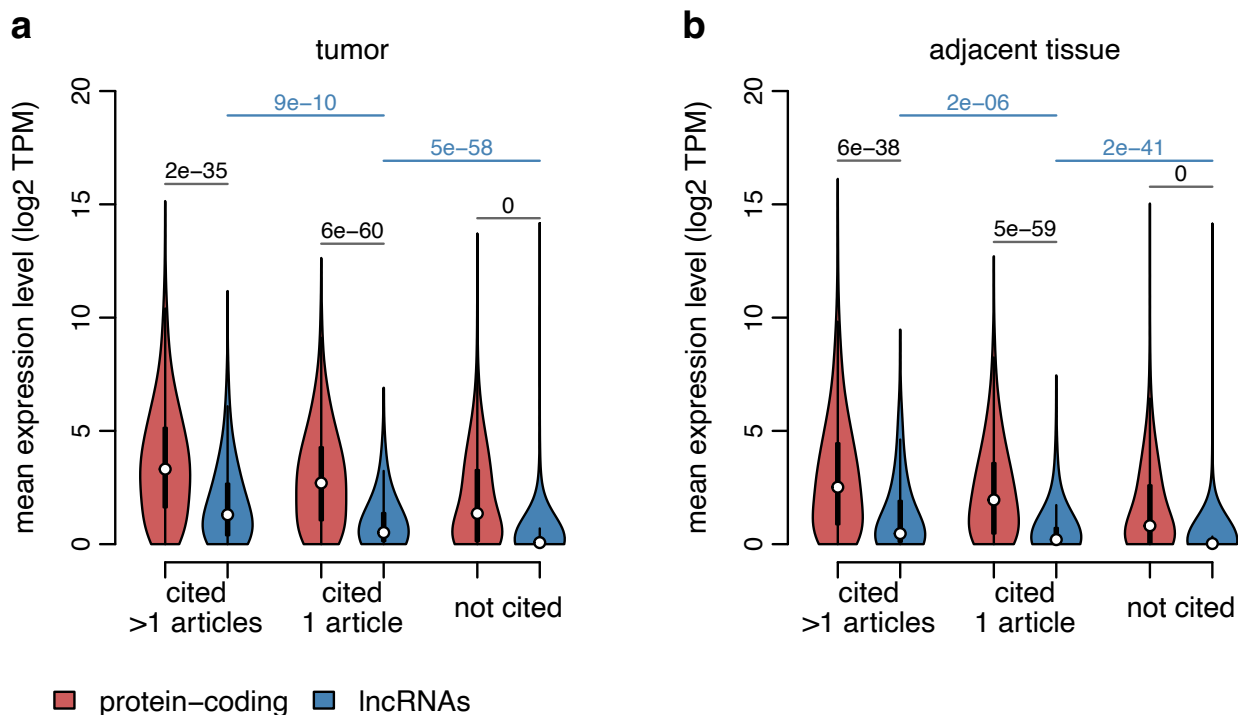 a
tumor
mean expression level (log2 TPM)
20
15
10
5
0
9e−10
5e−58
2e−35
6e−60
0
cited
>1 articles
cited
1 article
not cited
b
adjacent tissue
mean expression level (log2 TPM)
20
15
10
5
0
2e−06
2e−41
6e−38
5e−59
0
cited
>1 articles
cited
1 article
not cited
protein−coding
lncRNAs